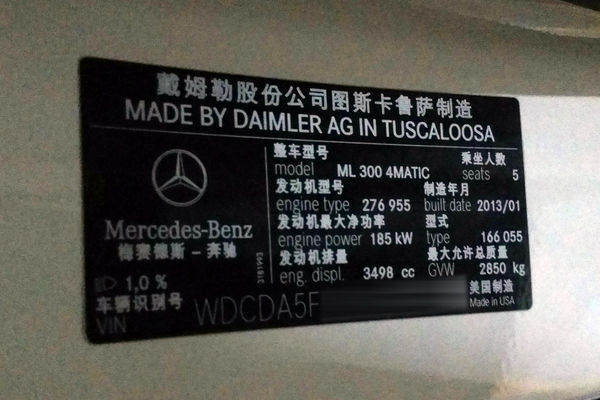 戴姆勒股份公司图斯卡鲁萨制造
MADE BY DAIMLER AG IN TUSCALOOSA
整车型号 乘坐人数
model ML 300 4MATIC seats 5
发动机型号 制造年月
engine type 276 955 built date 2013/01
发动机最大净功率 型式
engine power 185 kW type 166 055
发动机排量 最大允许总质量
eng. displ. 3498 cc GVW 2850 kg
Mercedes-Benz
梅赛德斯－奔驰
3181993
1,0 %
车辆识别号 美国制造
VIN WDCDA5F Made in USA